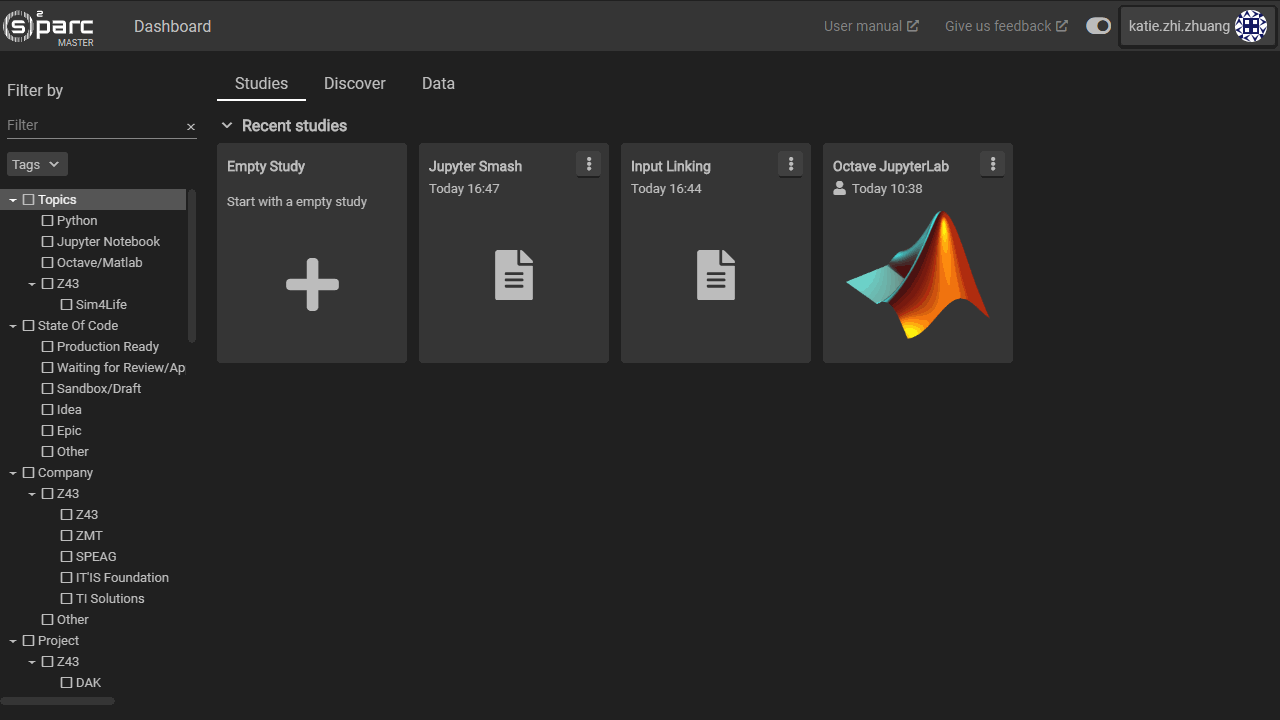 s2parc
MASTER
Dashboard
User manual
Give us feedback
katie.zhi.zhuang
Filter by
Filter
Tags
Topics
Python
Jupyter Notebook
Octave/Matlab
Z43
Sim4Life
State Of Code
Production Ready
Waiting for Review/Ap
Sandbox/Draft
Idea
Epic
Other
Company
Z43
Z43
ZMT
SPEAG
IT'IS Foundation
TI Solutions
Other
Project
Z43
DAK
Studies
Discover
Data
Recent studies
Empty Study
Start with a empty study
Jupyter Smash
Today 16:47
Input Linking
Today 16:44
Octave JupyterLab
Today 10:38